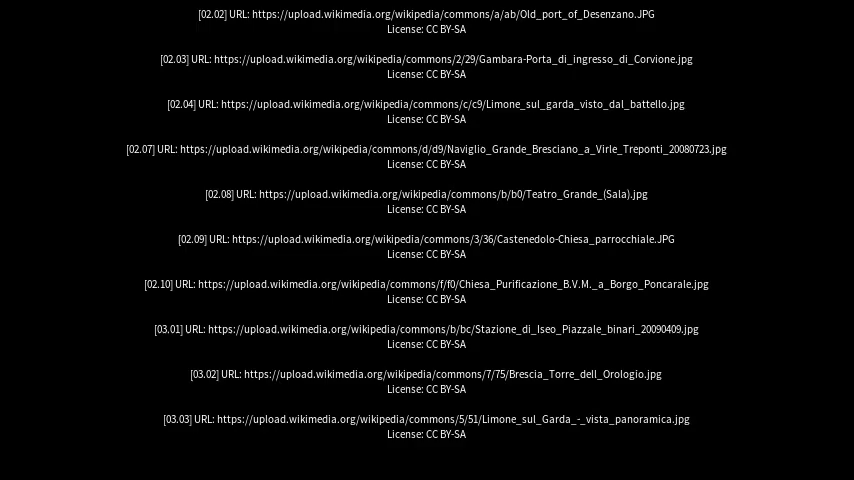 [02.02] URL: https://upload.wikimedia.org/wikipedia/commons/a/ab/Old_port_of_Desenzano.JPG
License: CC BY-SA
[02.03] URL: https://upload.wikimedia.org/wikipedia/commons/2/29/Gambara-Porta_di_ingresso_di_Corvione.jpg
License: CC BY-SA
[02.04] URL: https://upload.wikimedia.org/wikipedia/commons/c/c9/Limone_sul_garda_visto_dal_battello.jpg
License: CC BY-SA
[02.07] URL: https://upload.wikimedia.org/wikipedia/commons/d/d9/Naviglio_Grande_Bresciano_a_Virle_Treponti_20080723.jpg
License: CC BY-SA
[02.08] URL: https://upload.wikimedia.org/wikipedia/commons/b/b0/Teatro_Grande_(Sala).jpg
License: CC BY-SA
[02.09] URL: https://upload.wikimedia.org/wikipedia/commons/3/36/Castenedolo-Chiesa_parrocchiale.JPG
License: CC BY-SA
[02.10] URL: https://upload.wikimedia.org/wikipedia/commons/f/f0/Chiesa_Purificazione_B.V.M._a_Borgo_Poncarale.jpg
License: CC BY-SA
[03.01] URL: https://upload.wikimedia.org/wikipedia/commons/b/bc/Stazione_di_Iseo_Piazzale_binari_20090409.jpg
License: CC BY-SA
[03.02] URL: https://upload.wikimedia.org/wikipedia/commons/7/75/Brescia_Torre_dell_Orologio.jpg
License: CC BY-SA
[03.03] URL: https://upload.wikimedia.org/wikipedia/commons/5/51/Limone_sul_Garda_-_vista_panoramica.jpg
License: CC BY-SA